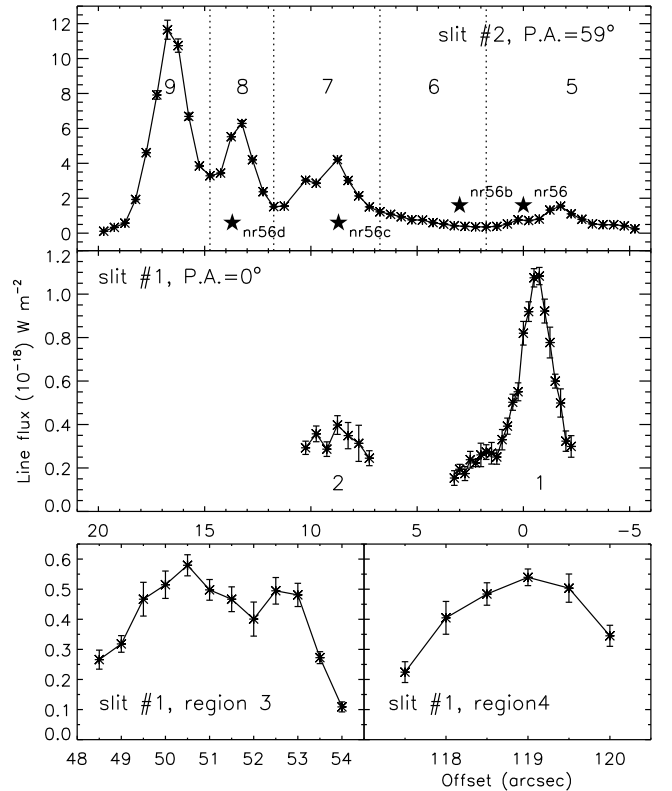 12
10
8
6
4
2
0
slit #2, P.A.=59°
9 8 7 6 5
nr56b nr56
nr56d nr56c
1.2
1.0
0.8
0.6
0.4
0.2
0.0
slit #1, P.A.=0°
Line flux (10⁻¹⁸) W m⁻²
2 1
20 15 10 5 0 −5
0.6
0.5
0.4
0.3
0.2
0.1
0.0
slit #1, region 3
slit #1, region4
48 49 50 51 52 53 54
118 119 120
Offset (arcsec)